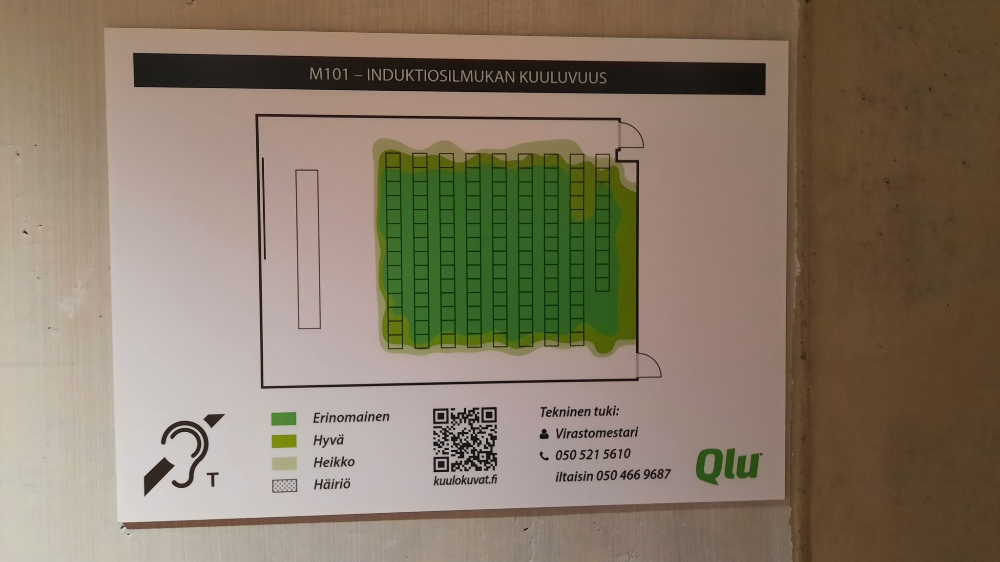 M101 – INDUKTIOSILMUKAN KUULUVUUS
Erinomainen
Hyvä
Heikko
Häiriö
T
kuulokuvat.fi
Tekninen tuki:
Virastomestari
050 521 5610
iltaisin 050 466 9687
Qlu